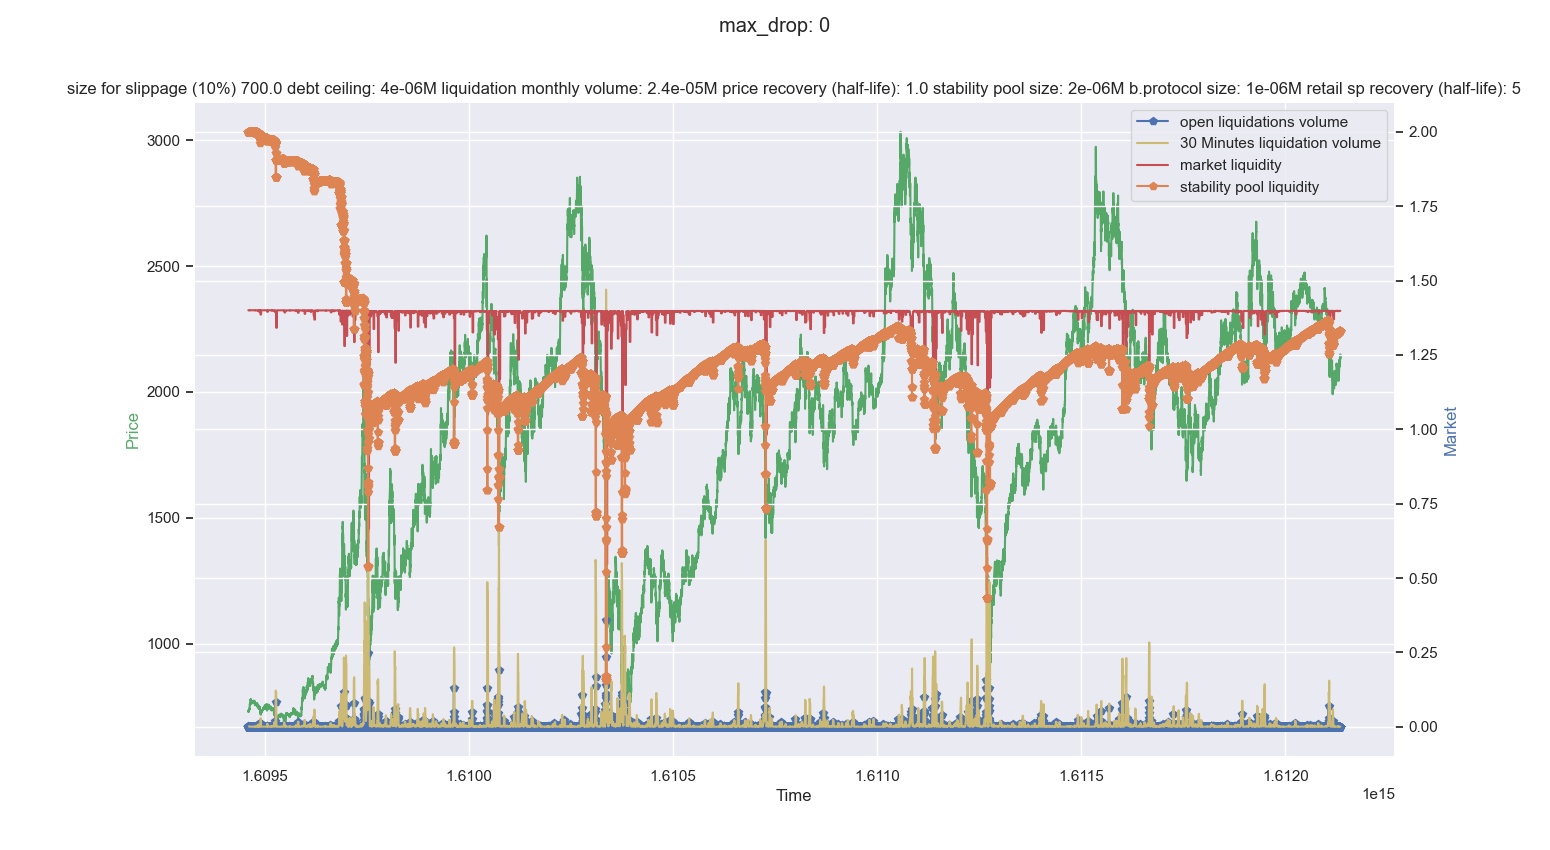 max_drop: 0
size for slippage (10%) 700.0 debt ceiling: 4e-06M liquidation monthly volume: 2.4e-05M price recovery (half-life): 1.0 stability pool size: 2e-06M b.protocol size: 1e-06M retail sp recovery (half-life): 5
open liquidations volume
30 Minutes liquidation volume
market liquidity
stability pool liquidity
3000
2500
2000
1500
1000
Price
2.00
1.75
1.50
1.25
1.00
0.75
0.50
0.25
0.00
Market
1.6095 1.6100 1.6105 1.6110 1.6115 1.6120
Time
1e15